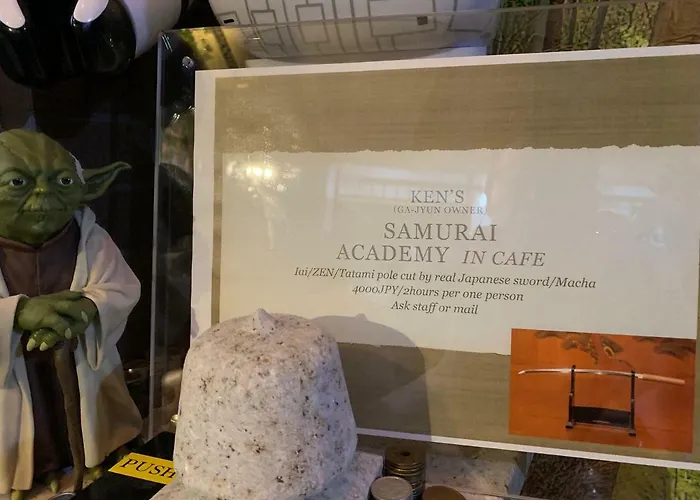 KEN'S
(GA-JYUN OWNER)
SAMURAI
ACADEMY IN CAFE
Iai/ZEN/Tatami pole cut by real Japanese sword/Macha
4000JPY/2hours per one person
Ask staff or mail
PUSH